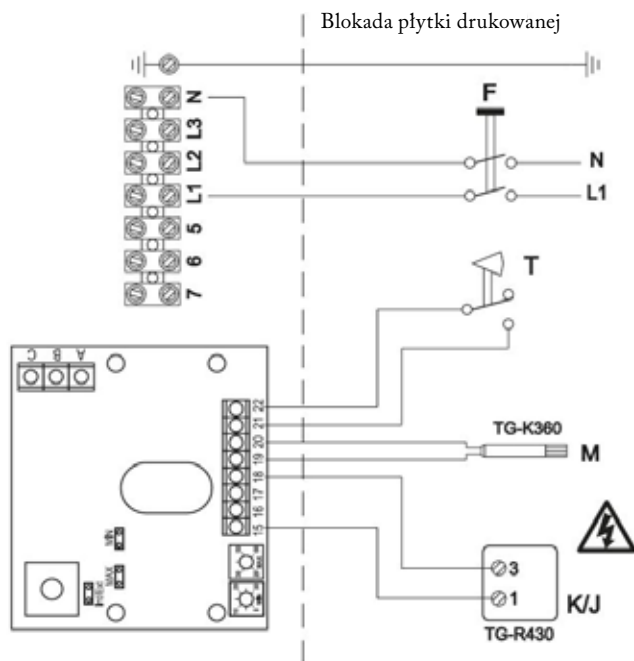 Blokada płytki drukowanej
F
N
L3
L2
L1
5
6
7
N
L1
T
C
B
A
22
21
20
19
18
17
16
15
TG-K360
M
MIN
MAX
3
1
K/J
TG-R430